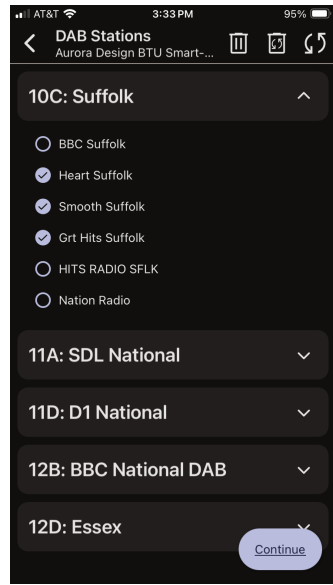 AT&T 3:33 PM 95%
DAB Stations
Aurora Design BTU Smart-...
10C: Suffolk
BBC Suffolk
Heart Suffolk
Smooth Suffolk
Grt Hits Suffolk
HITS RADIO SFLK
Nation Radio
11A: SDL National
11D: D1 National
12B: BBC National DAB
12D: Essex
Continue